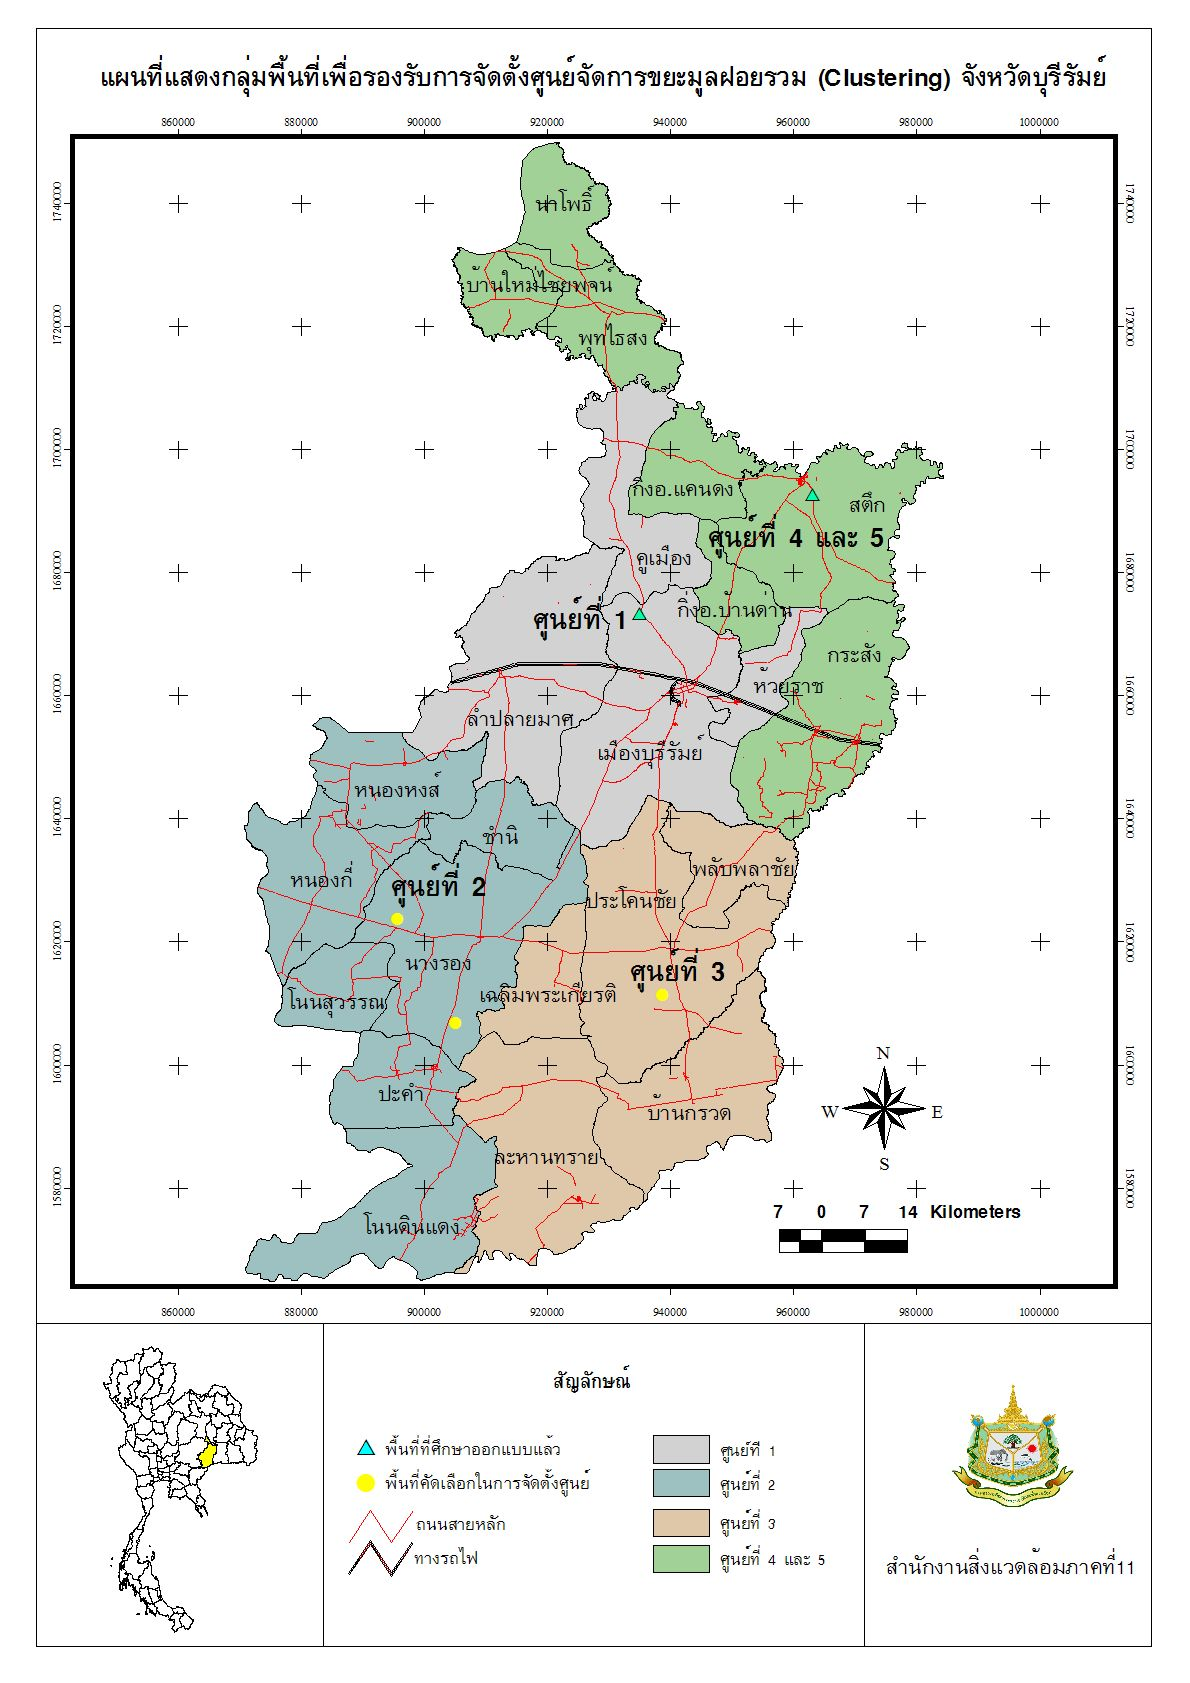 แผนที่แสดงกลุ่มพื้นที่เพื่อรองรับการจัดตั้งศูนย์จัดการขยะมูลฝอยรวม (Clustering) จังหวัดบุรีรัมย์
860000 880000 900000 920000 940000 960000 980000 1000000
1740000 1740000
นาโพธิ์
บ้านใหม่ไชยพจน์
1720000 1720000
พุทไธสง
1700000 1700000
กิ่งอ.แคนดง
สตึก
ศูนย์ที่ 4 และ 5
คูเมือง
1680000 1680000
กิ่งอ.บ้านด่าน
ศูนย์ที่ 1
กระสัง
ห้วยราช
1660000 1660000
ลำปลายมาศ
เมืองบุรีรัมย์
หนองหงส์
1640000 1640000
ชำนิ
พลับพลาชัย
หนองกี่
ศูนย์ที่ 2
ประโคนชัย
1620000 1620000
นางรอง
ศูนย์ที่ 3
เฉลิมพระเกียรติ
โนนสุวรรณ
1600000 1600000
N
ปะคำ
บ้านกรวด
W E
ละหานทราย
S
1580000 1580000
โนนดินแดง
7 0 7 14 Kilometers
860000 880000 900000 920000 940000 960000 980000 1000000
สัญลักษณ์
พื้นที่ที่ศึกษาออกแบบแล้ว
พื้นที่คัดเลือกในการจัดตั้งศูนย์
ถนนสายหลัก
ทางรถไฟ
ศูนย์ที่ 1
ศูนย์ที่ 2
ศูนย์ที่ 3
ศูนย์ที่ 4 และ 5
สำนักงานสิ่งแวดล้อมภาคที่11